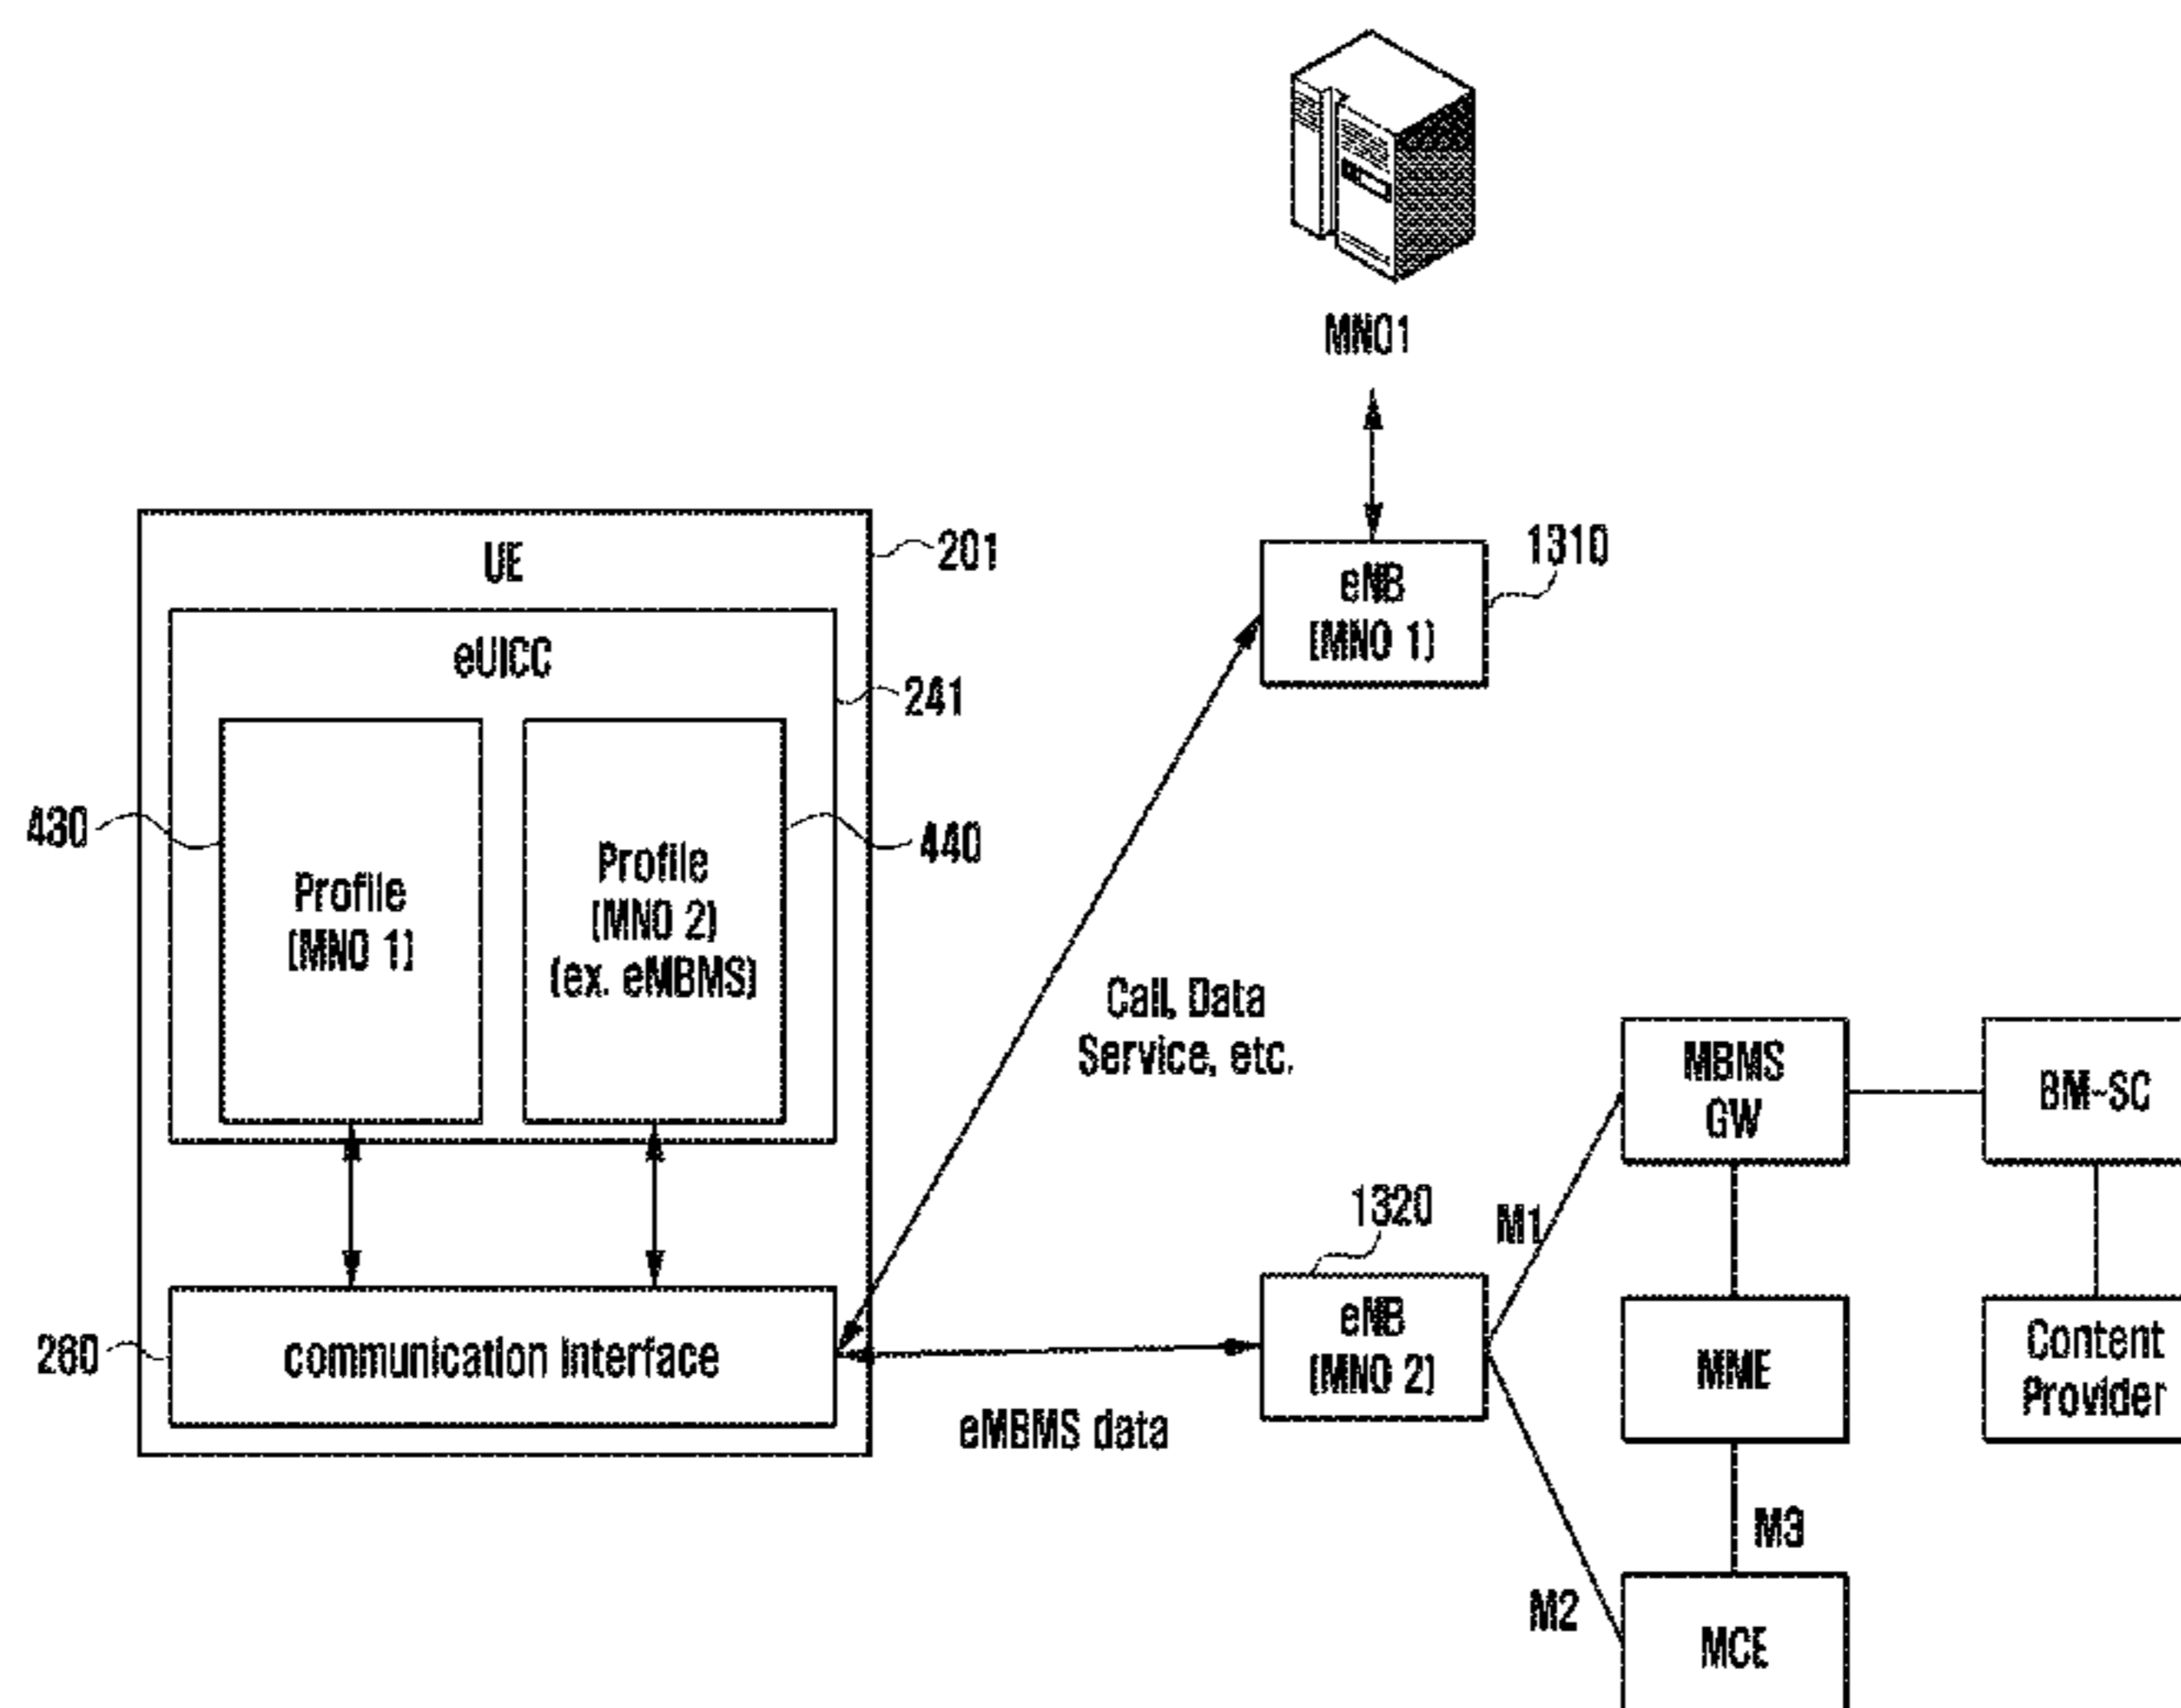 MNO1
1310
eNB
[MNO 1]
UE
201
eUICC
241
430
Profile
[MNO 1]
440
Profile
[MNO 2]
(ex. eMBMS)
Call, Data
Service, etc.
MBMS
GW
BM-SC
1320
M1
eNB
[MNO 2]
280
communication interface
eMBMS data
MME
Content
Provider
M3
M2
MCE